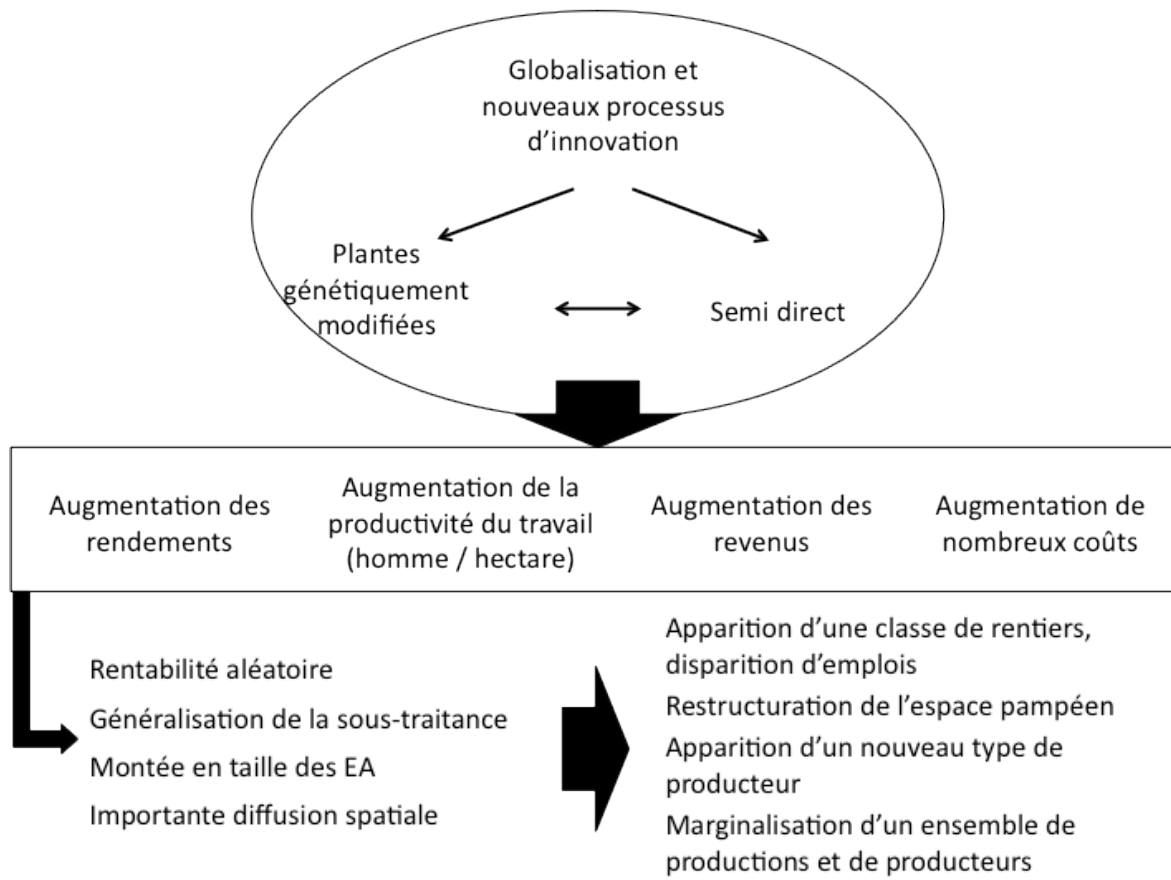 Globalisation et
nouveaux processus
d’innovation
Plantes
génétiquement
modifiées
Semi direct
Augmentation des
rendements
Augmentation de la
productivité du travail
(homme / hectare)
Augmentation des
revenus
Augmentation de
nombreux coûts
Rentabilité aléatoire
Généralisation de la sous-traitance
Montée en taille des EA
Importante diffusion spatiale
Apparition d’une classe de rentiers,
disparition d’emplois
Restructuration de l’espace pampéen
Apparition d’un nouveau type de
producteur
Marginalisation d’un ensemble de
productions et de producteurs